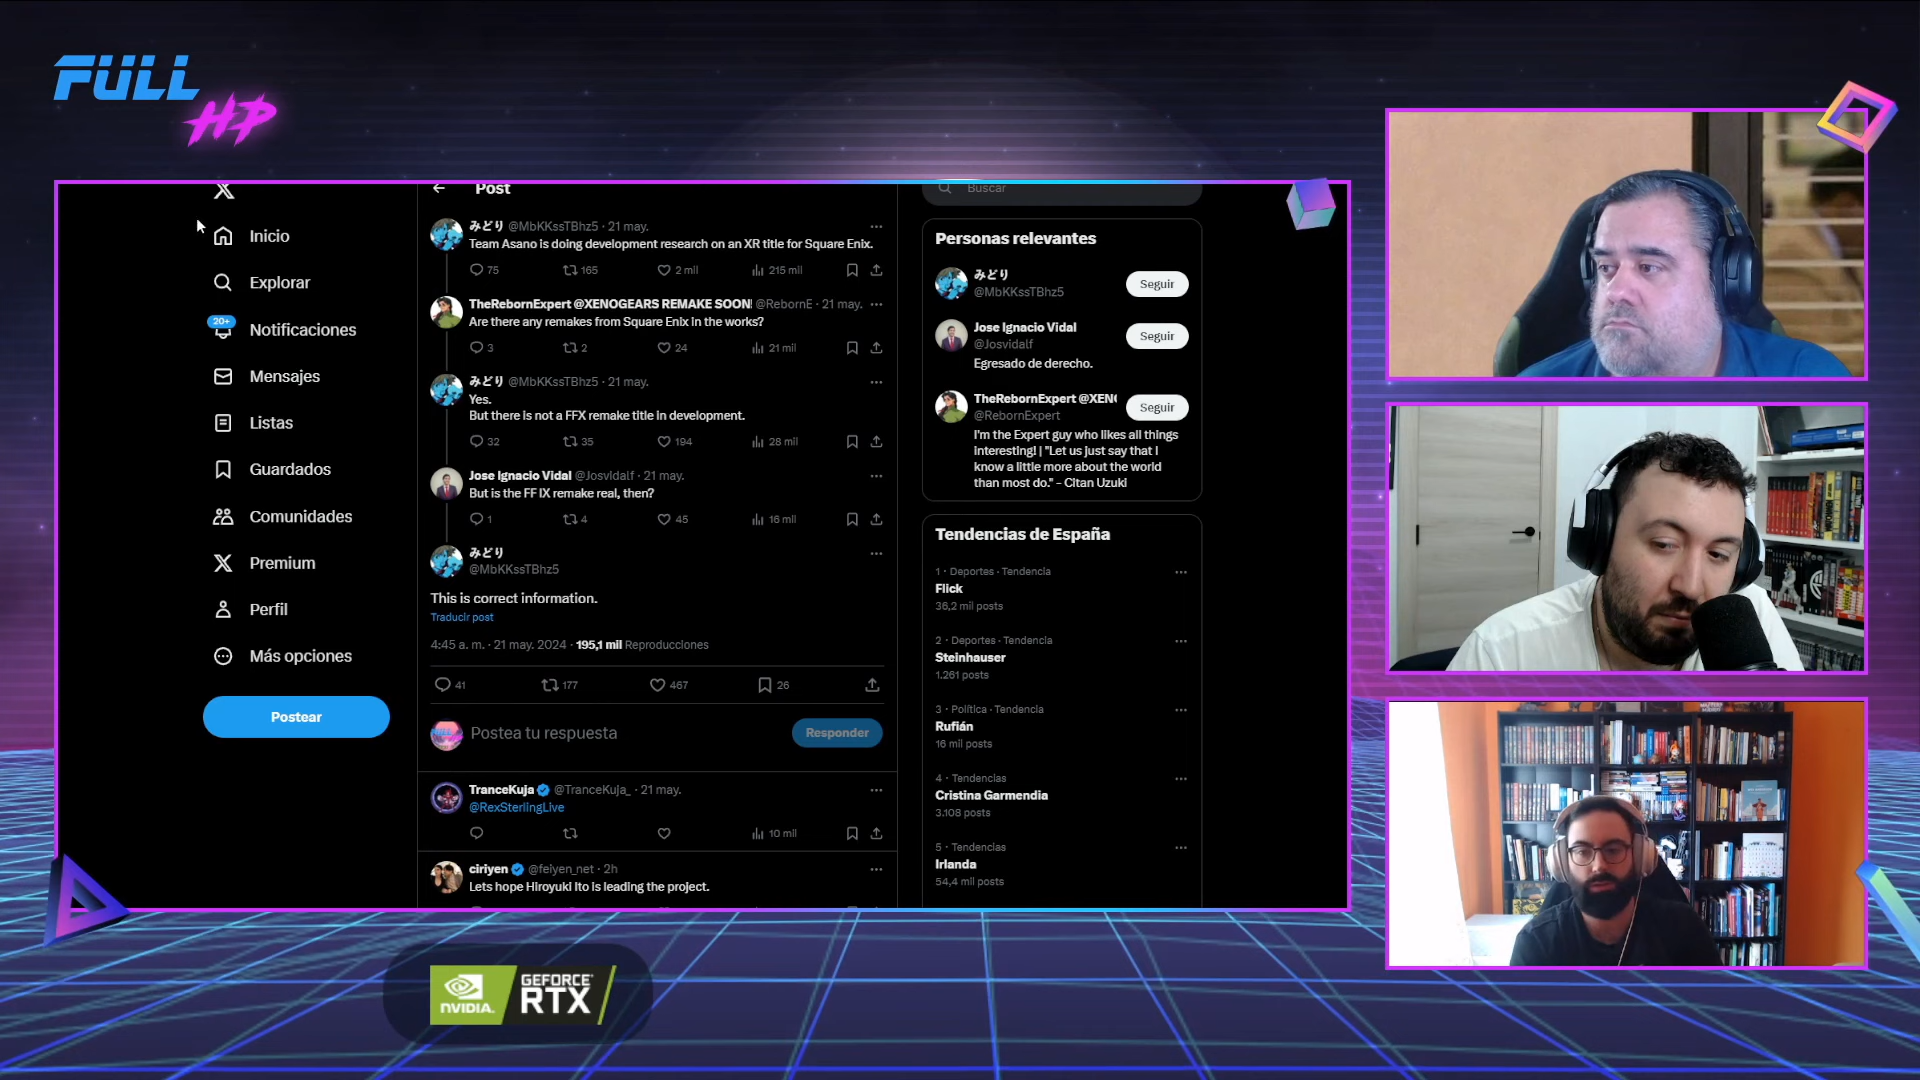 FULL
HP
Post
Buscar
Inicio
Explorar
20+
Notificaciones
Mensajes
Listas
Guardados
Comunidades
Premium
Perfil
Más opciones
Postear
みどり @MbKKssTBhz5 · 21 may.
Team Asano is doing development research on an XR title for Square Enix.
75 165 2 mil 215 mil
TheRebornExpert @XENOGEARS REMAKE SOON! @RebornE · 21 may.
Are there any remakes from Square Enix in the works?
3 2 24 21 mil
みどり @MbKKssTBhz5 · 21 may.
Yes.
But there is not a FFX remake title in development.
32 35 194 28 mil
Jose Ignacio Vidal @Josvidalf · 21 may.
But is the FF IX remake real, then?
1 4 45 16 mil
みどり
@MbKKssTBhz5
This is correct information.
Traducir post
4:45 a. m. · 21 may. 2024 · 195,1 mil Reproducciones
41 177 467 26
Postea tu respuesta
Responder
TranceKuja @TranceKuja_ · 21 may.
@RexSterlingLive
10 mil
ciriyen @feiyen_net · 2h
Lets hope Hiroyuki Ito is leading the project.
Personas relevantes
みどり
@MbKKssTBhz5
Seguir
Jose Ignacio Vidal
@Josvidalf
Seguir
Egresado de derecho.
TheRebornExpert @XEN
@RebornExpert
Seguir
I'm the Expert guy who likes all things
interesting! | "Let us just say that I
know a little more about the world
than most do." - Citan Uzuki
Tendencias de España
1 · Deportes · Tendencia
Flick
36,2 mil posts
2 · Deportes · Tendencia
Steinhauser
1.261 posts
3 · Política · Tendencia
Rufián
16 mil posts
4 · Tendencias
Cristina Garmendia
3.108 posts
5 · Tendencias
Irlanda
54,4 mil posts
NVIDIA.
GEFORCE
RTX